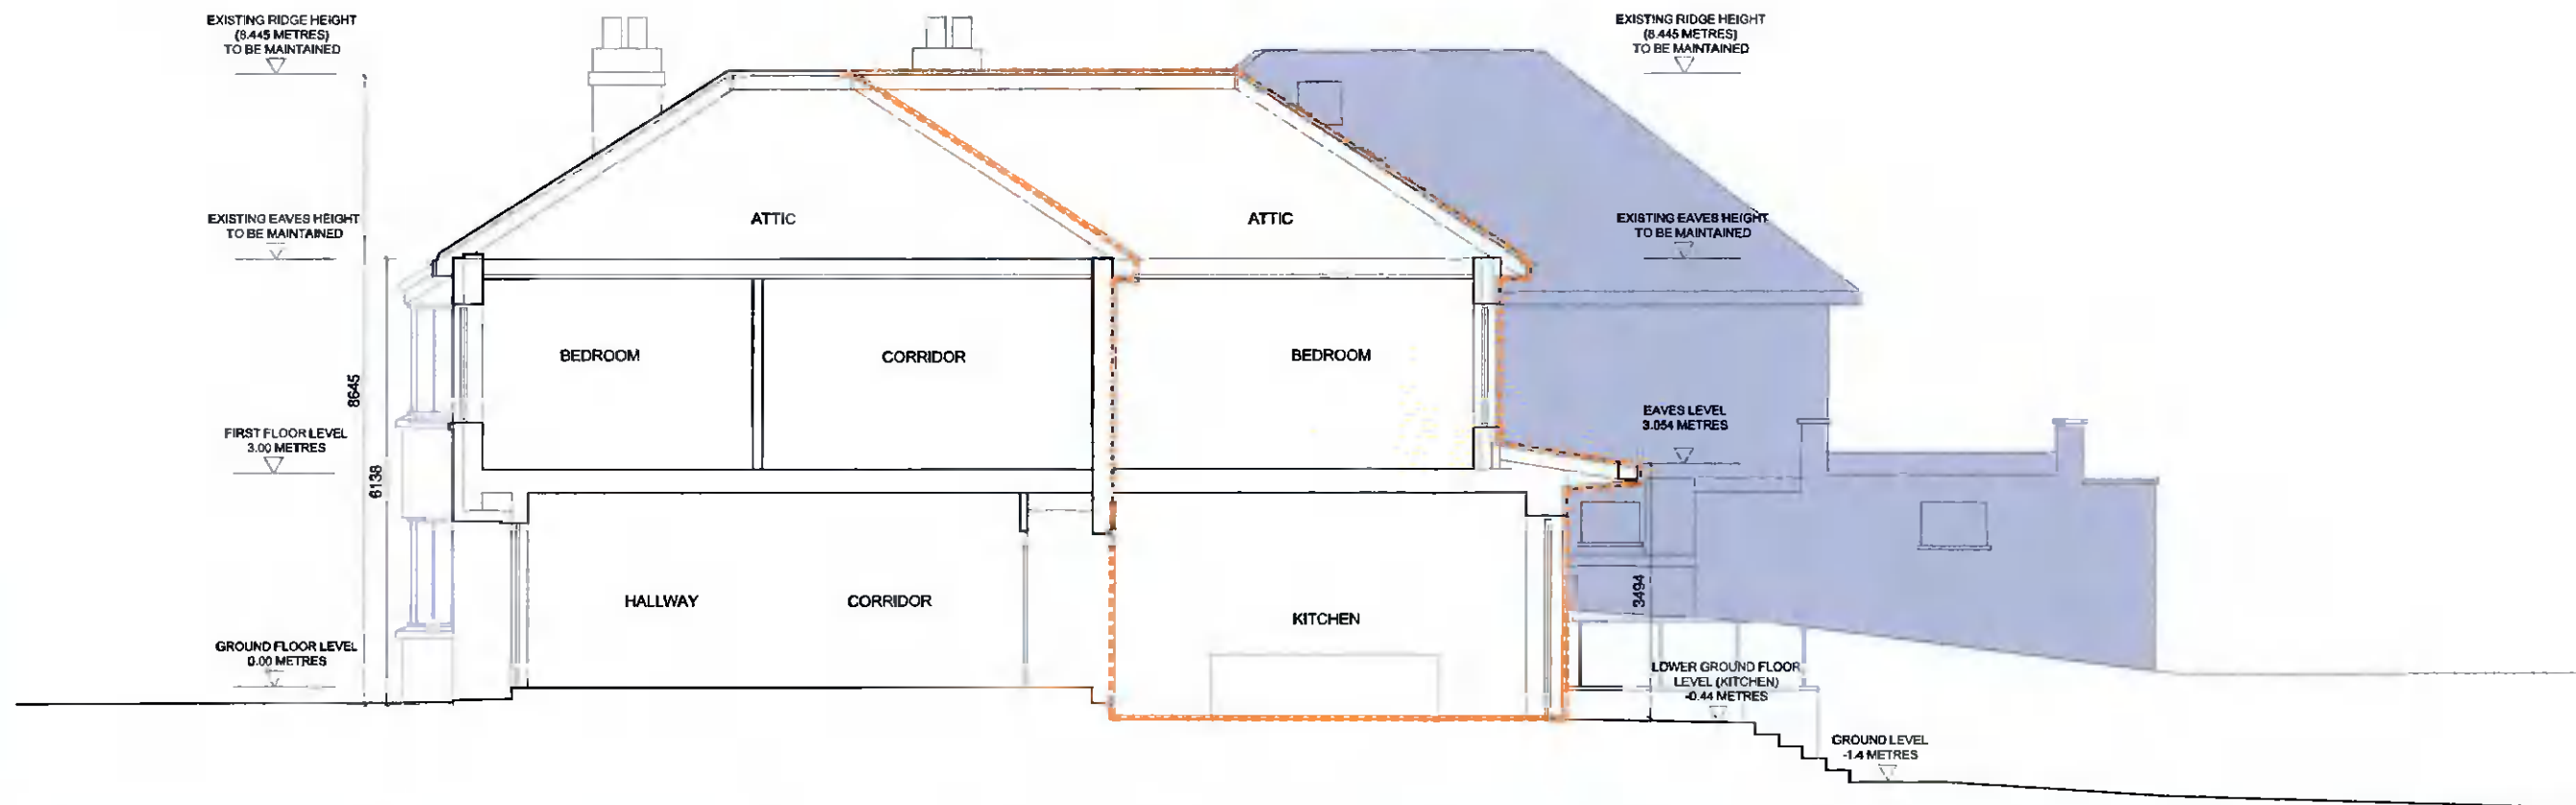 EXISTING RIDGE HEIGHT
(8.445 METRES)
TO BE MAINTAINED
EXISTING RIDGE HEIGHT
(8.445 METRES)
TO BE MAINTAINED
EXISTING EAVES HEIGHT
TO BE MAINTAINED
ATTIC
ATTIC
EXISTING EAVES HEIGHT
TO BE MAINTAINED
BEDROOM
CORRIDOR
BEDROOM
8645
FIRST FLOOR LEVEL
3.00 METRES
6138
EAVES LEVEL
3.054 METRES
HALLWAY
CORRIDOR
KITCHEN
3494
GROUND FLOOR LEVEL
0.00 METRES
LOWER GROUND FLOOR
LEVEL (KITCHEN)
-0.44 METRES
GROUND LEVEL
-1.4 METRES